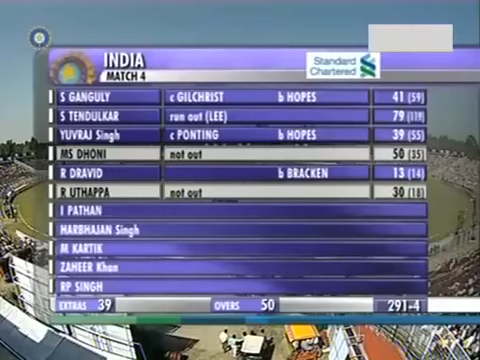 INDIA
MATCH 4
Standard Chartered
S GANGULY c GILCHRIST b HOPES 41 (59)
S TENDULKAR run out (LEE) 79 (119)
YUVRAJ Singh c PONTING b HOPES 39 (55)
MS DHONI not out 50 (35)
R DRAVID b BRACKEN 13 (14)
R UTHAPPA not out 30 (18)
I PATHAN
HARBHAJAN Singh
M KARTIK
ZAHEER Khan
RP SINGH
EXTRAS 39 OVERS 50 291-4